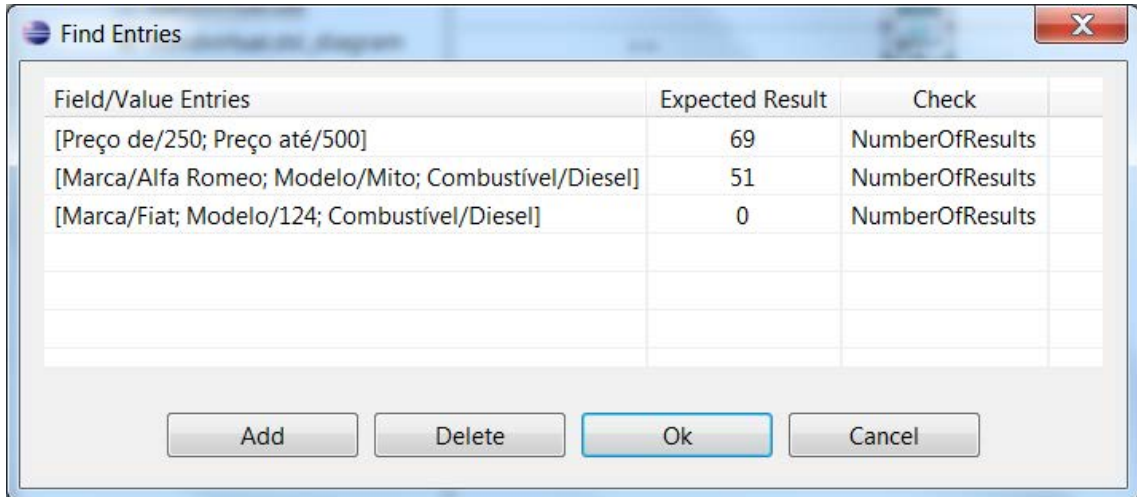 Find Entries
Field/Value Entries Expected Result Check
[Preço de/250; Preço até/500] 69 NumberOfResults
[Marca/Alfa Romeo; Modelo/Mito; Combustível/Diesel] 51 NumberOfResults
[Marca/Fiat; Modelo/124; Combustível/Diesel] 0 NumberOfResults
Add Delete Ok Cancel